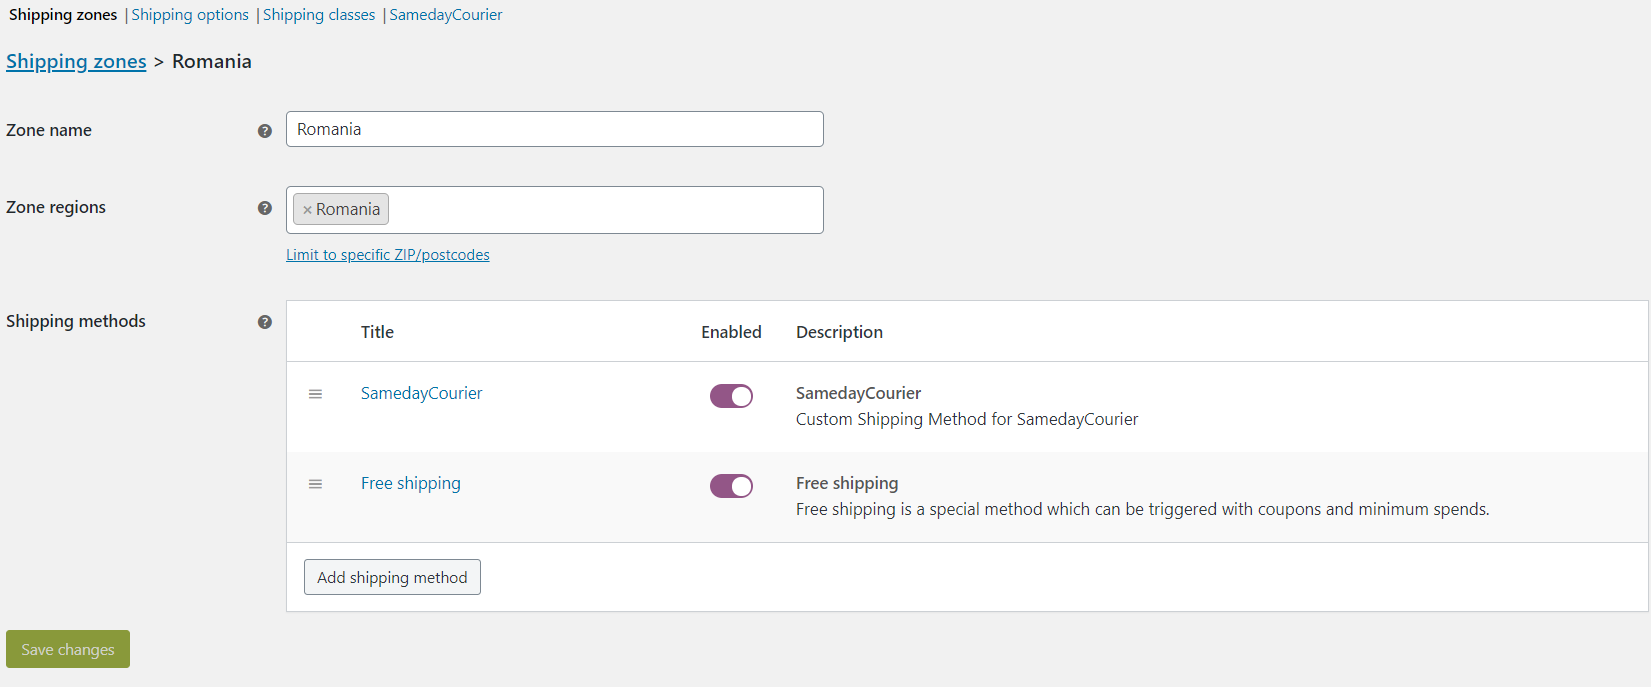 Shipping zones | Shipping options | Shipping classes | SamedayCourier
Shipping zones > Romania
Zone name
Romania
Zone regions
× Romania
Limit to specific ZIP/postcodes
Shipping methods
Title Enabled Description
SamedayCourier SamedayCourier
Custom Shipping Method for SamedayCourier
Free shipping Free shipping
Free shipping is a special method which can be triggered with coupons and minimum spends.
Add shipping method
Save changes